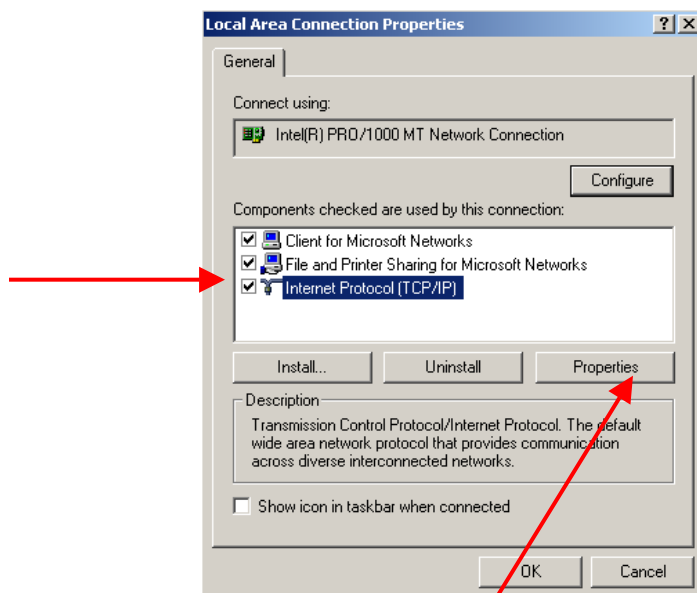 Local Area Connection Properties
General
Connect using:
Intel(R) PRO/1000 MT Network Connection
Configure
Components checked are used by this connection:
Client for Microsoft Networks
File and Printer Sharing for Microsoft Networks
Internet Protocol (TCP/IP)
Install... Uninstall Properties
Description
Transmission Control Protocol/Internet Protocol. The default
wide area network protocol that provides communication
across diverse interconnected networks.
Show icon in taskbar when connected
OK Cancel